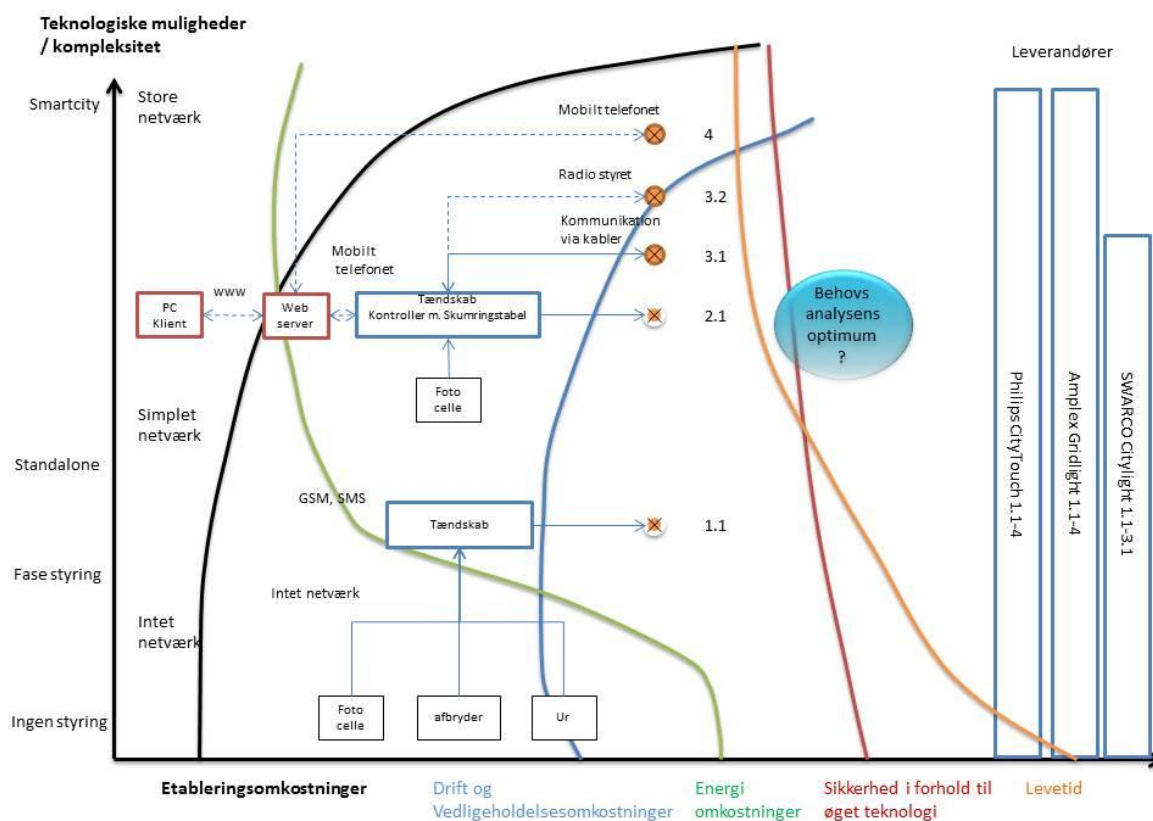 Teknologiske muligheder
/ kompleksitet
Leverandører
Smartcity
Store
netværk
Mobilt telefonet
4
Radio styret
3.2
Kommunikation
via kabler
3.1
Mobilt
telefonet
www
PC
Klient
Web
server
Tændskab
Kontroller m. Skumringstabel
2.1
Behovs
analysens
optimum
?
Foto
celle
Simplet
netværk
Standalone
GSM, SMS
Tændskab
1.1
Fase styring
Intet netværk
Intet
netværk
Ingen styring
Foto
celle
afbryder
Ur
PhilipsCityTouch 1.1-4
Amplex Gridlight 1.1-4
SWARCO Citylight 1.1-3.1
Etableringsomkostninger
Drift og
Vedligeholdelsesomkostninger
Energi
omkostninger
Sikkerhed i forhold til
øget teknologi
Levetid